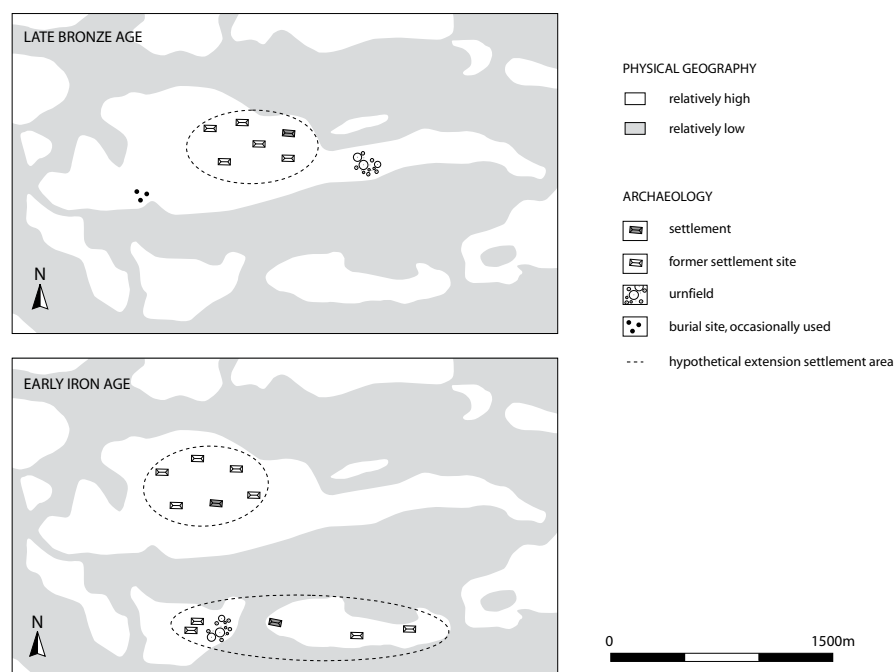 LATE BRONZE AGE
N
EARLY IRON AGE
N
PHYSICAL GEOGRAPHY
relatively high
relatively low
ARCHAEOLOGY
settlement
former settlement site
urnfield
burial site, occasionally used
hypothetical extension settlement area
0 1500m